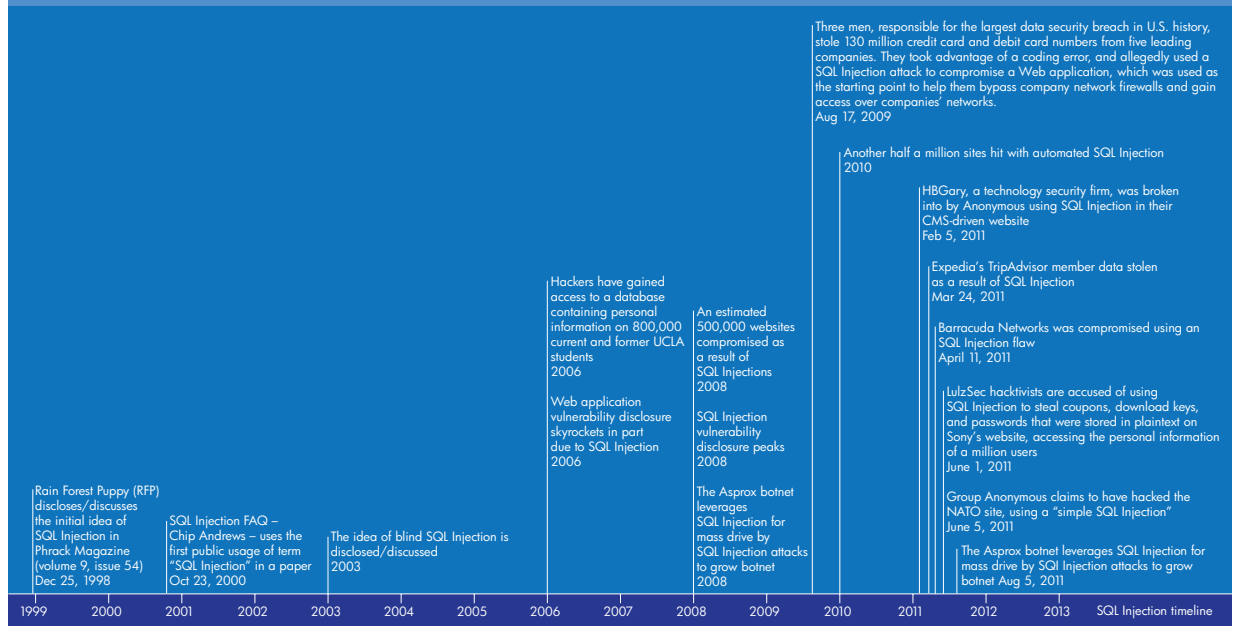 Three men, responsible for the largest data security breach in U.S. history,
stole 130 million credit card and debit card numbers from five leading
companies. They took advantage of a coding error, and allegedly used a
SQL Injection attack to compromise a Web application, which was used as
the starting point to help them bypass company network firewalls and gain
access over companies’ networks.
Aug 17, 2009
Another half a million sites hit with automated SQL Injection
2010
HBGary, a technology security firm, was broken
into by Anonymous using SQL Injection in their
CMS-driven website
Feb 5, 2011
Expedia’s TripAdvisor member data stolen
as a result of SQL Injection
Mar 24, 2011
Barracuda Networks was compromised using an
SQL Injection flaw
April 11, 2011
LulzSec hacktivists are accused of using
SQL Injection to steal coupons, download keys,
and passwords that were stored in plaintext on
Sony’s website, accessing the personal information
of a million users
June 1, 2011
Group Anonymous claims to have hacked the
NATO site, using a “simple SQL Injection”
June 5, 2011
The Asprox botnet leverages SQL Injection for
mass drive by SQl Injection attacks to grow
botnet Aug 5, 2011
Hackers have gained
access to a database
containing personal
information on 800,000
current and former UCLA
students
2006
Web application
vulnerability disclosure
skyrockets in part
due to SQL Injection
2006
An estimated
500,000 websites
compromised as
a result of
SQL Injections
2008
SQL Injection
vulnerability
disclosure peaks
2008
The Asprox botnet
leverages
SQL Injection for
mass drive by
SQL Injection attacks
to grow botnet
2008
Rain Forest Puppy (RFP)
discloses/discusses
the initial idea of
SQL Injection in
Phrack Magazine
(volume 9, issue 54)
Dec 25, 1998
SQL Injection FAQ –
Chip Andrews – uses the
first public usage of term
“SQL Injection” in a paper
Oct 23, 2000
The idea of blind SQL Injection is
disclosed/discussed
2003
1999 2000 2001 2002 2003 2004 2005 2006 2007 2008 2009 2010 2011 2012 2013 SQL Injection timeline